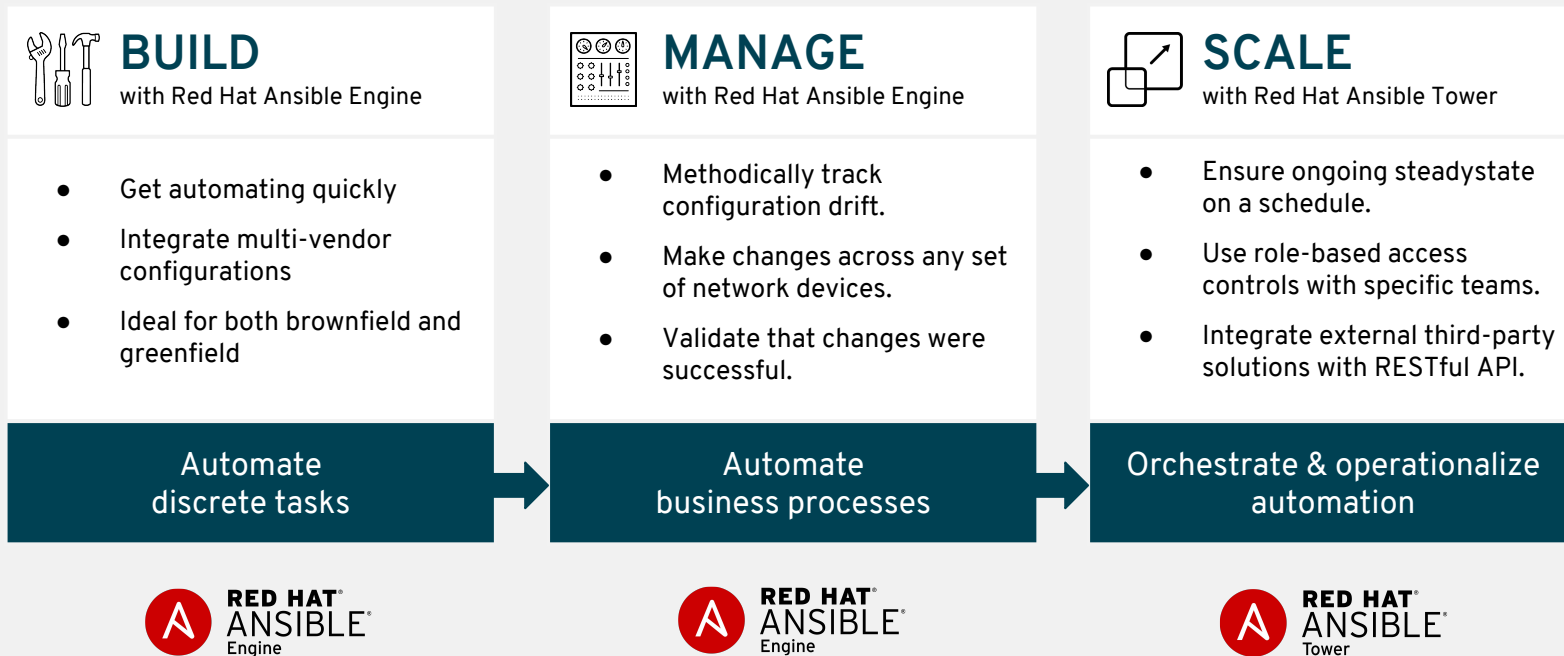 BUILD
with Red Hat Ansible Engine
● Get automating quickly
● Integrate multi-vendor
configurations
● Ideal for both brownfield and
greenfield
Automate
discrete tasks
RED HAT®
ANSIBLE®
Engine
MANAGE
with Red Hat Ansible Engine
● Methodically track
configuration drift.
● Make changes across any set
of network devices.
● Validate that changes were
successful.
Automate
business processes
RED HAT®
ANSIBLE®
Engine
SCALE
with Red Hat Ansible Tower
● Ensure ongoing steadystate
on a schedule.
● Use role-based access
controls with specific teams.
● Integrate external third-party
solutions with RESTful API.
Orchestrate & operationalize
automation
RED HAT®
ANSIBLE®
Tower